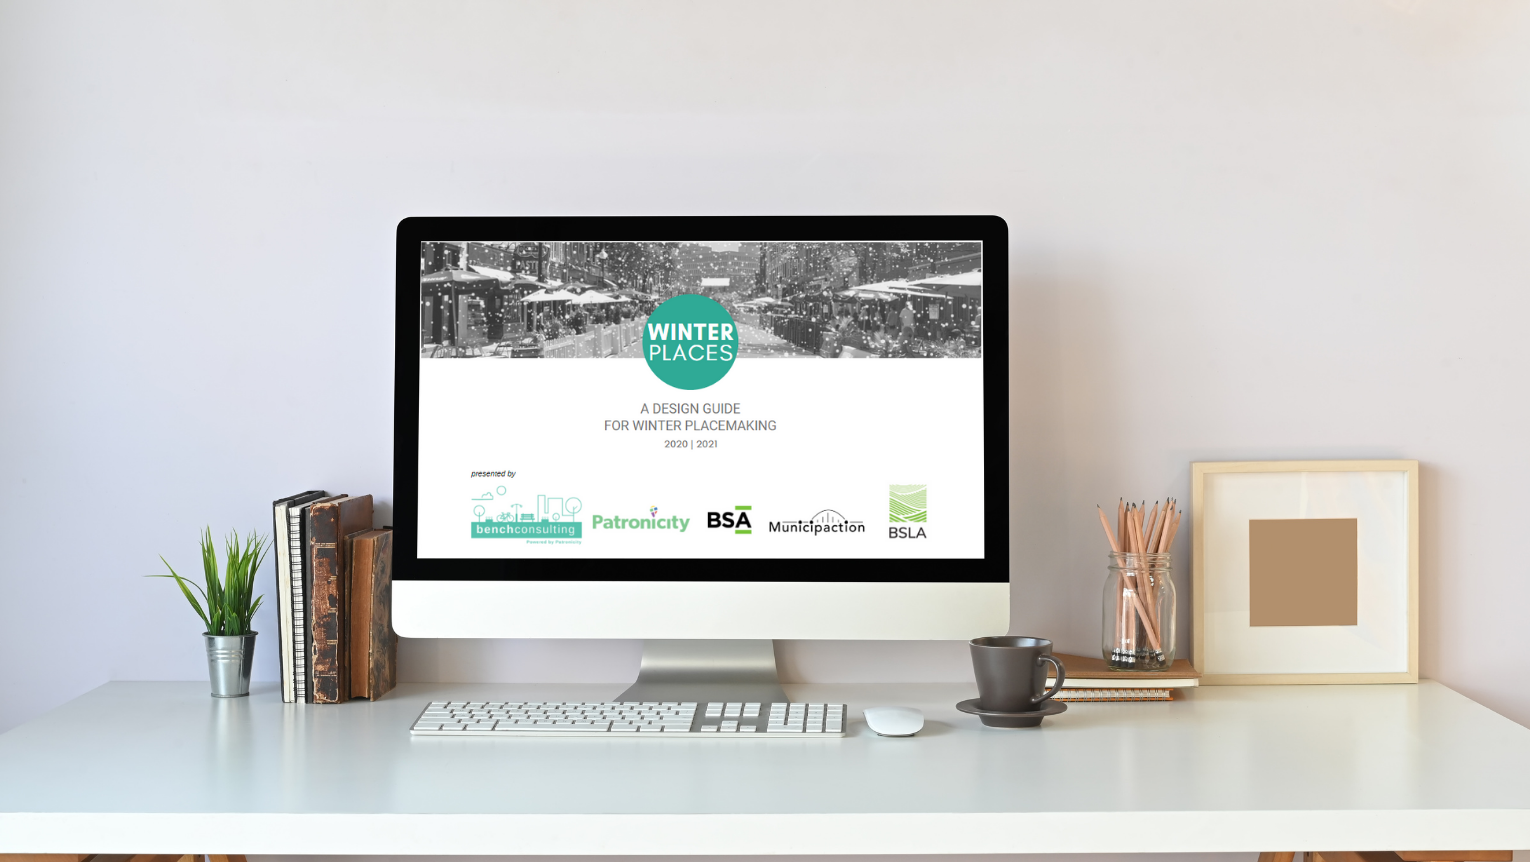 WINTER
PLACES
A DESIGN GUIDE
FOR WINTER PLACEMAKING
2020 | 2021
presented by
benchconsulting
Powered by Patronicity
Patronicity
BSA
Municipaction
BSLA